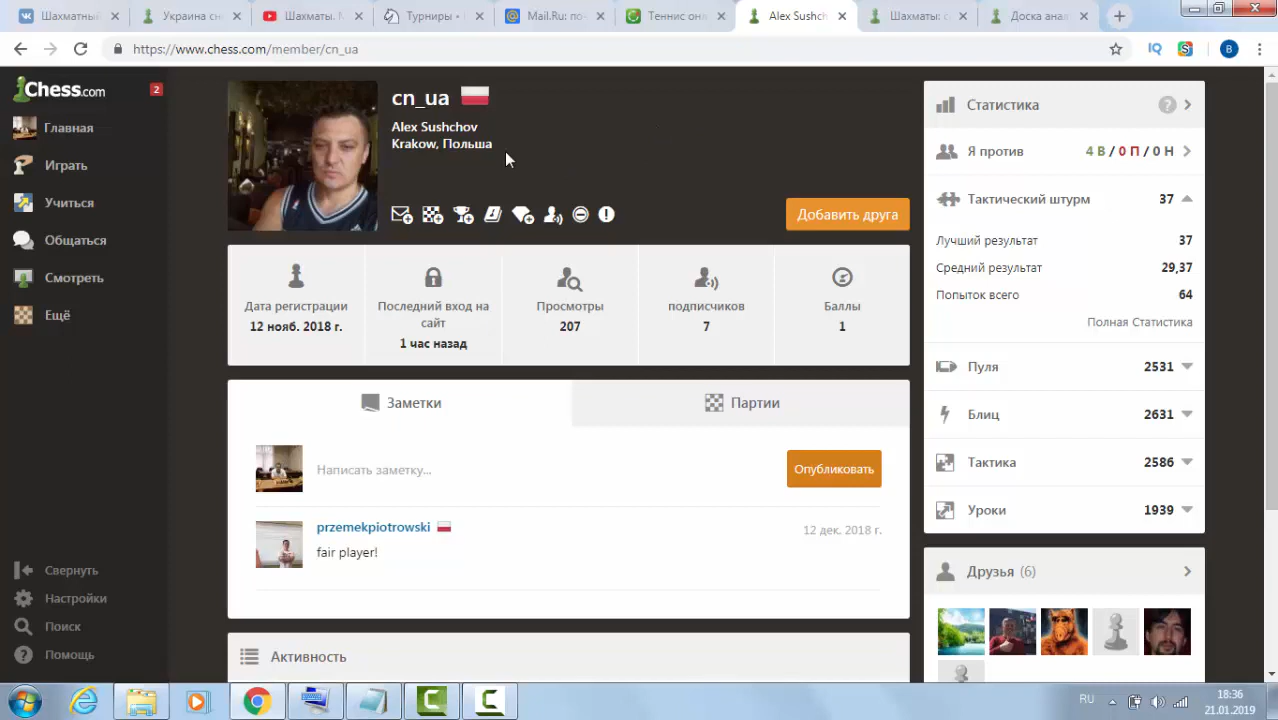 Шахматный
Украина сн
Шахматы. М
Турниры •
Mail.Ru: по
Теннис онл
Alex Sushch
Шахматы: с
Доска анал
https://www.chess.com/member/cn_ua
IQ
S
B
Chess.com
2
Главная
Играть
Учиться
Общаться
Смотреть
Ещё
Свернуть
Настройки
Поиск
Помощь
cn_ua
Alex Sushchov
Krakow, Польша
Добавить друга
Дата регистрации
12 нояб. 2018 г.
Последний вход на
сайт
1 час назад
Просмотры
207
подписчиков
7
Баллы
1
Заметки
Партии
Написать заметку...
Опубликовать
przemekpiotrowski
12 дек. 2018 г.
fair player!
Активность
Статистика
?
Я против
4 В / 0 П / 0 Н
Тактический штурм
37
Лучший результат
37
Средний результат
29,37
Попыток всего
64
Полная Статистика
Пуля
2531
Блиц
2631
Тактика
2586
Уроки
1939
Друзья (6)
RU
18:36
21.01.2019